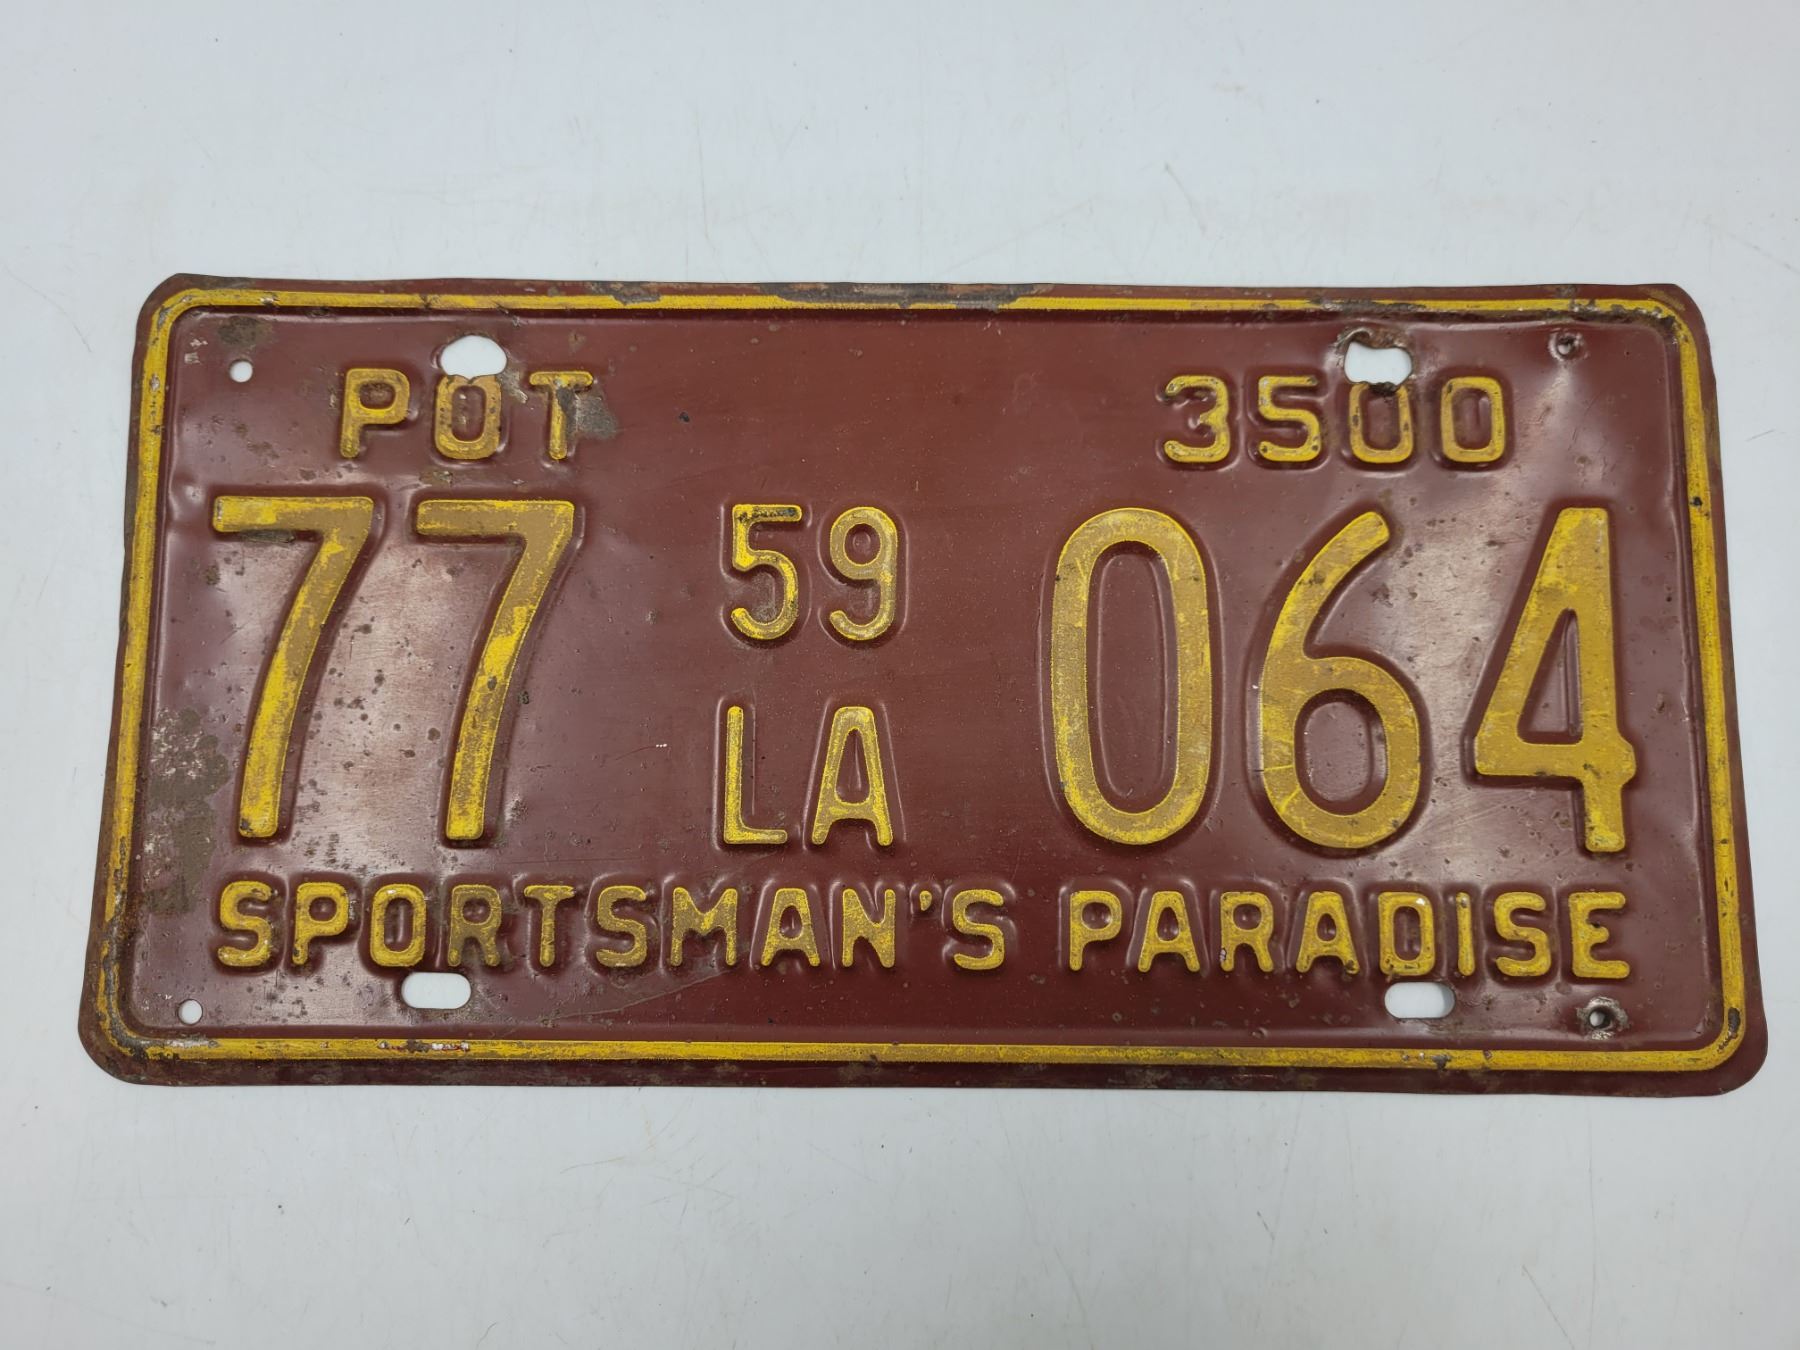 POT 3500
77 59 064
LA
SPORTSMAN'S PARADISE